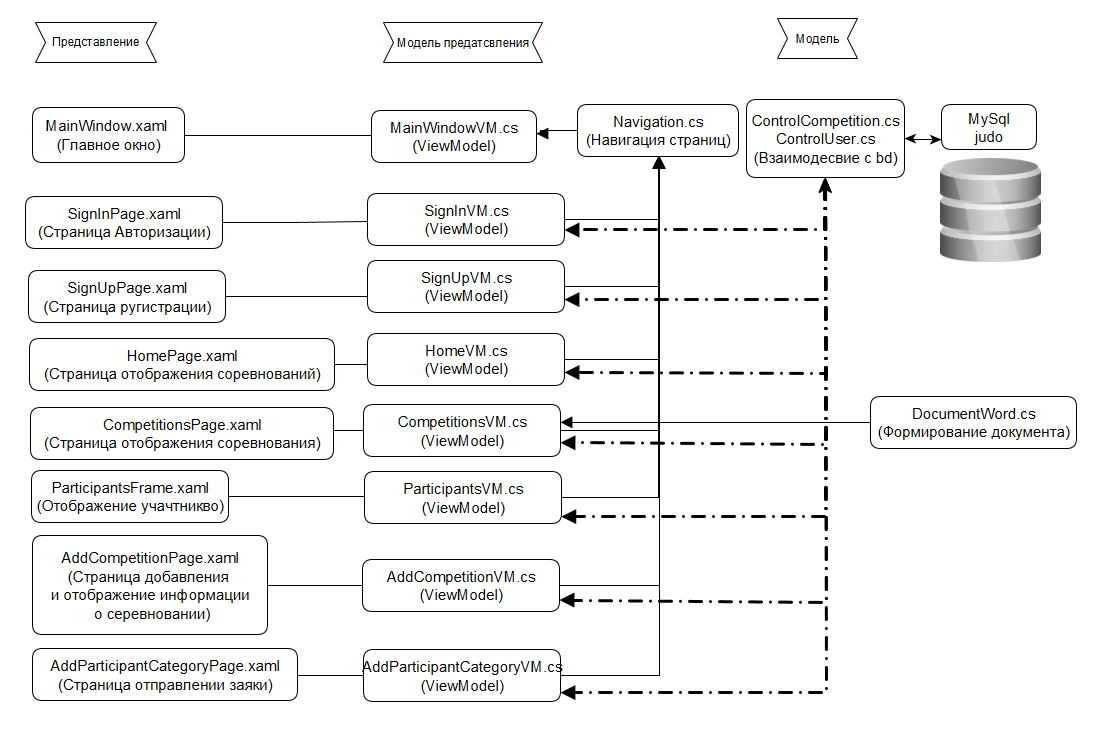 Представление
Модель предатсвления
Модель
MainWindow.xaml
(Главное окно)
MainWindowVM.cs
(ViewModel)
Navigation.cs
(Навигация страниц)
ControlCompetition.cs
ControlUser.cs
(Взаимодесвие с bd)
MySql
judo
SignInPage.xaml
(Страница Авторизации)
SignInVM.cs
(ViewModel)
SignUpPage.xaml
(Страница ругистрации)
SignUpVM.cs
(ViewModel)
HomePage.xaml
(Страница отображения соревнований)
HomeVM.cs
(ViewModel)
CompetitionsPage.xaml
(Страница отображения соревнования)
CompetitionsVM.cs
(ViewModel)
DocumentWord.cs
(Формирование документа)
ParticipantsFrame.xaml
(Отображение учачтникво)
ParticipantsVM.cs
(ViewModel)
AddCompetitionPage.xaml
(Страница добавления
и отображение информации
о серевновании)
AddCompetitionVM.cs
(ViewModel)
AddParticipantCategoryPage.xaml
(Страница отправлении заяки)
AddParticipantCategoryVM.cs
(ViewModel)